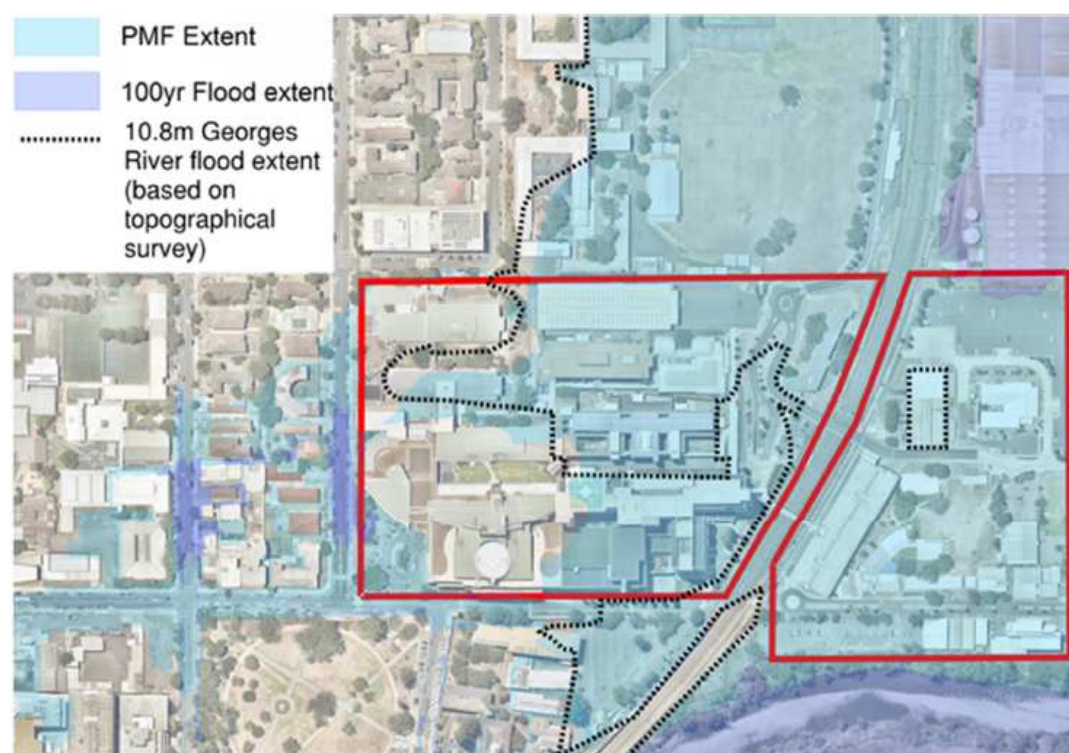 PMF Extent
100yr Flood extent
10.8m Georges
River flood extent
(based on
topographical
survey)